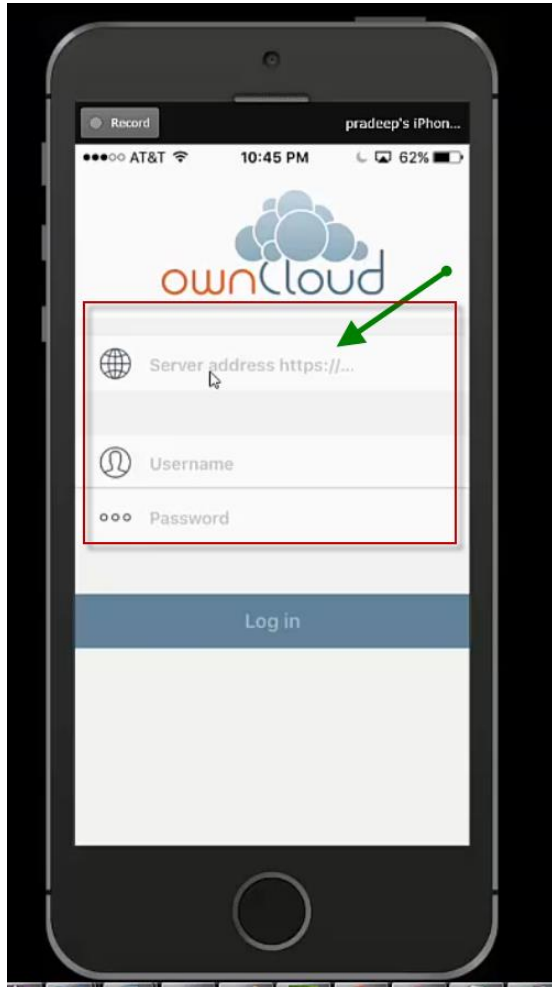 Record
pradeep's iPhon...
AT&T 10:45 PM 62%
ownCloud
Server address https://...
Username
Password
Log in